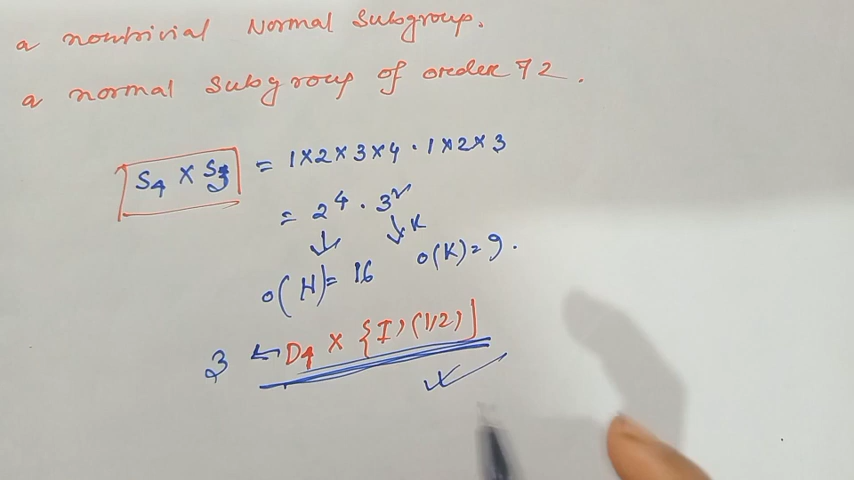 a nontrivial Normal Subgroup.
a normal Subgroup of order 72.
S4 × S3 = 1×2×3×4 · 1×2×3
= 2^4 · 3^2
K
o(H) = 16 o(K) = 9.
3 ← D4 × {I, (1,2)}